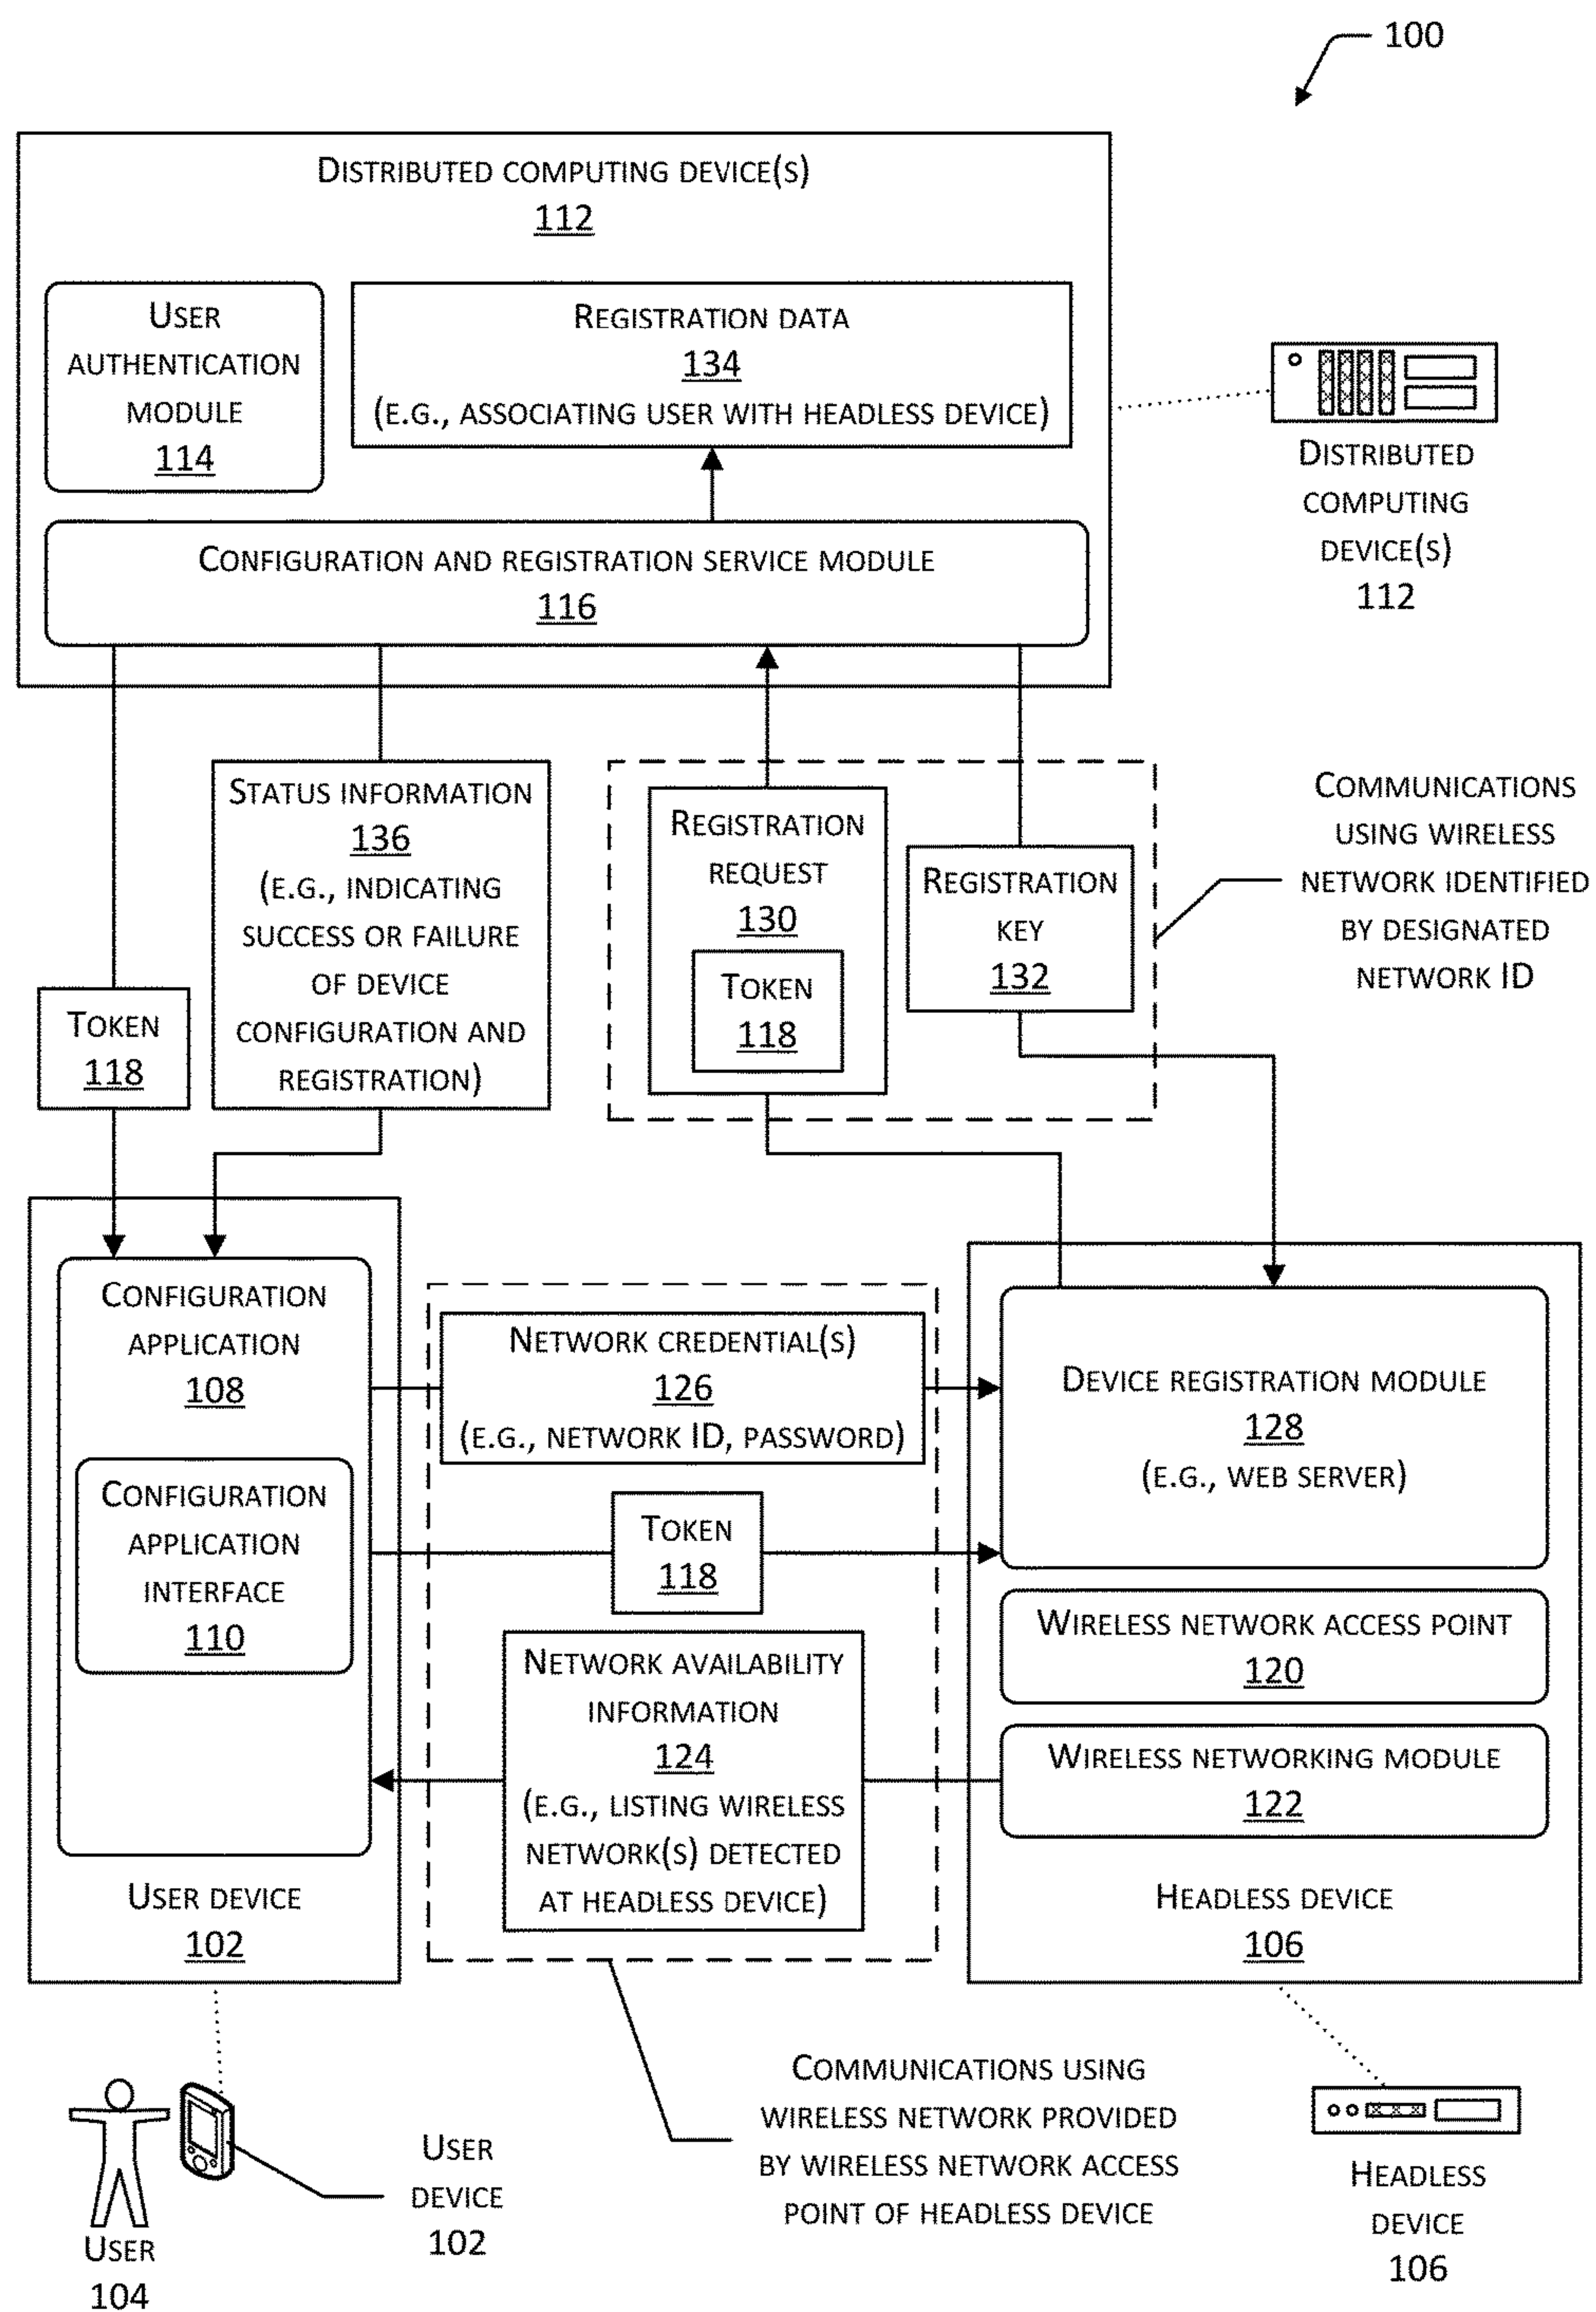 100
DISTRIBUTED COMPUTING DEVICE(S)
112
USER
AUTHENTICATION
MODULE
114
REGISTRATION DATA
134
(E.G., ASSOCIATING USER WITH HEADLESS DEVICE)
CONFIGURATION AND REGISTRATION SERVICE MODULE
116
DISTRIBUTED
COMPUTING
DEVICE(S)
112
TOKEN
118
STATUS INFORMATION
136
(E.G., INDICATING
SUCCESS OR FAILURE
OF DEVICE
CONFIGURATION AND
REGISTRATION)
REGISTRATION
REQUEST
130
TOKEN
118
REGISTRATION
KEY
132
COMMUNICATIONS
USING WIRELESS
NETWORK IDENTIFIED
BY DESIGNATED
NETWORK ID
CONFIGURATION
APPLICATION
108
CONFIGURATION
APPLICATION
INTERFACE
110
USER DEVICE
102
NETWORK CREDENTIAL(S)
126
(E.G., NETWORK ID, PASSWORD)
TOKEN
118
NETWORK AVAILABILITY
INFORMATION
124
(E.G., LISTING WIRELESS
NETWORK(S) DETECTED
AT HEADLESS DEVICE)
DEVICE REGISTRATION MODULE
128
(E.G., WEB SERVER)
WIRELESS NETWORK ACCESS POINT
120
WIRELESS NETWORKING MODULE
122
HEADLESS DEVICE
106
USER
104
USER
DEVICE
102
COMMUNICATIONS USING
WIRELESS NETWORK PROVIDED
BY WIRELESS NETWORK ACCESS
POINT OF HEADLESS DEVICE
HEADLESS
DEVICE
106